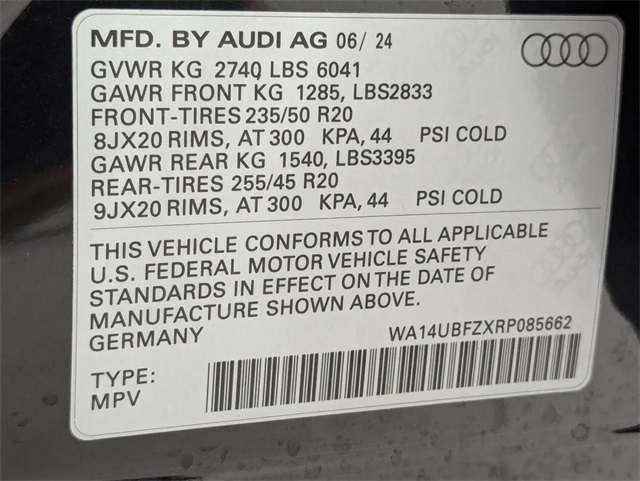 MFD. BY AUDI AG 06/24
GVWR KG 2740 LBS 6041
GAWR FRONT KG 1285, LBS2833
FRONT-TIRES 235/50 R20
8JX20 RIMS, AT 300 KPA, 44 PSI COLD
GAWR REAR KG 1540, LBS3395
REAR-TIRES 255/45 R20
9JX20 RIMS, AT 300 KPA, 44 PSI COLD
THIS VEHICLE CONFORMS TO ALL APPLICABLE
U.S. FEDERAL MOTOR VEHICLE SAFETY
STANDARDS IN EFFECT ON THE DATE OF
MANUFACTURE SHOWN ABOVE.
GERMANY
WA14UBFZXRP085662
TYPE:
MPV